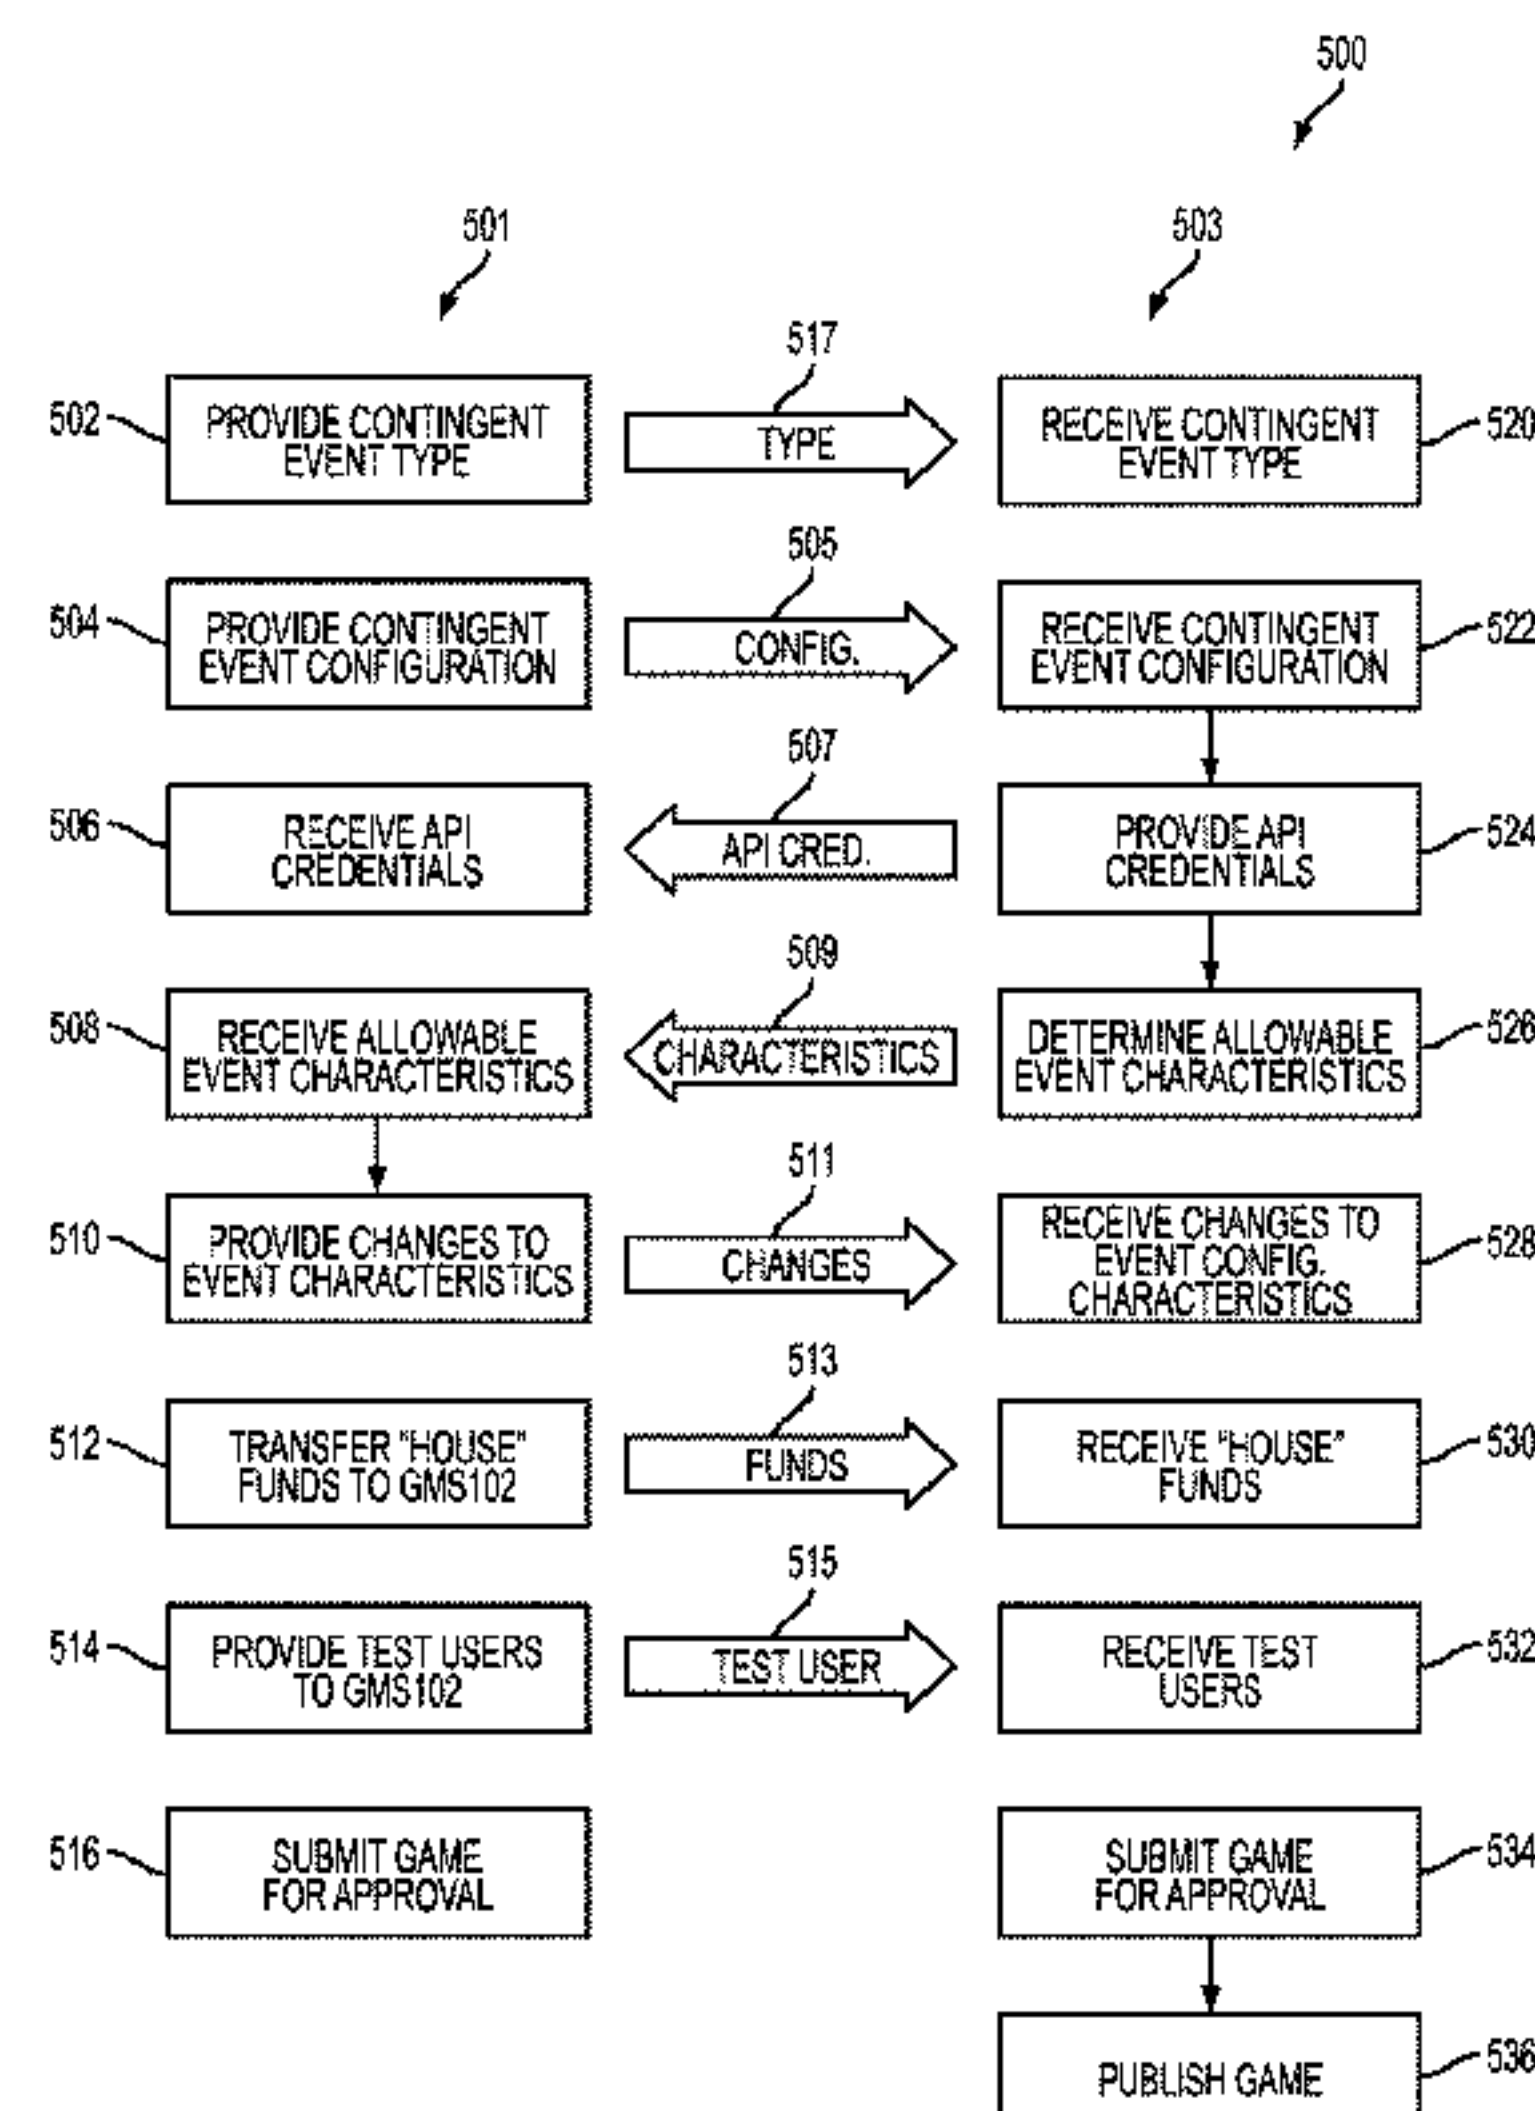 500
501
503
517
502
PROVIDE CONTINGENT
EVENT TYPE
TYPE
RECEIVE CONTINGENT
EVENT TYPE
520
505
504
PROVIDE CONTINGENT
EVENT CONFIGURATION
CONFIG.
RECEIVE CONTINGENT
EVENT CONFIGURATION
522
507
506
RECEIVE API
CREDENTIALS
API CRED.
PROVIDE API
CREDENTIALS
524
509
508
RECEIVE ALLOWABLE
EVENT CHARACTERISTICS
CHARACTERISTICS
DETERMINE ALLOWABLE
EVENT CHARACTERISTICS
526
511
510
PROVIDE CHANGES TO
EVENT CHARACTERISTICS
CHANGES
RECEIVE CHANGES TO
EVENT CONFIG.
CHARACTERISTICS
528
513
512
TRANSFER "HOUSE"
FUNDS TO GMS102
FUNDS
RECEIVE "HOUSE"
FUNDS
530
515
514
PROVIDE TEST USERS
TO GMS102
TEST USER
RECEIVE TEST
USERS
532
516
SUBMIT GAME
FOR APPROVAL
SUBMIT GAME
FOR APPROVAL
534
PUBLISH GAME
536